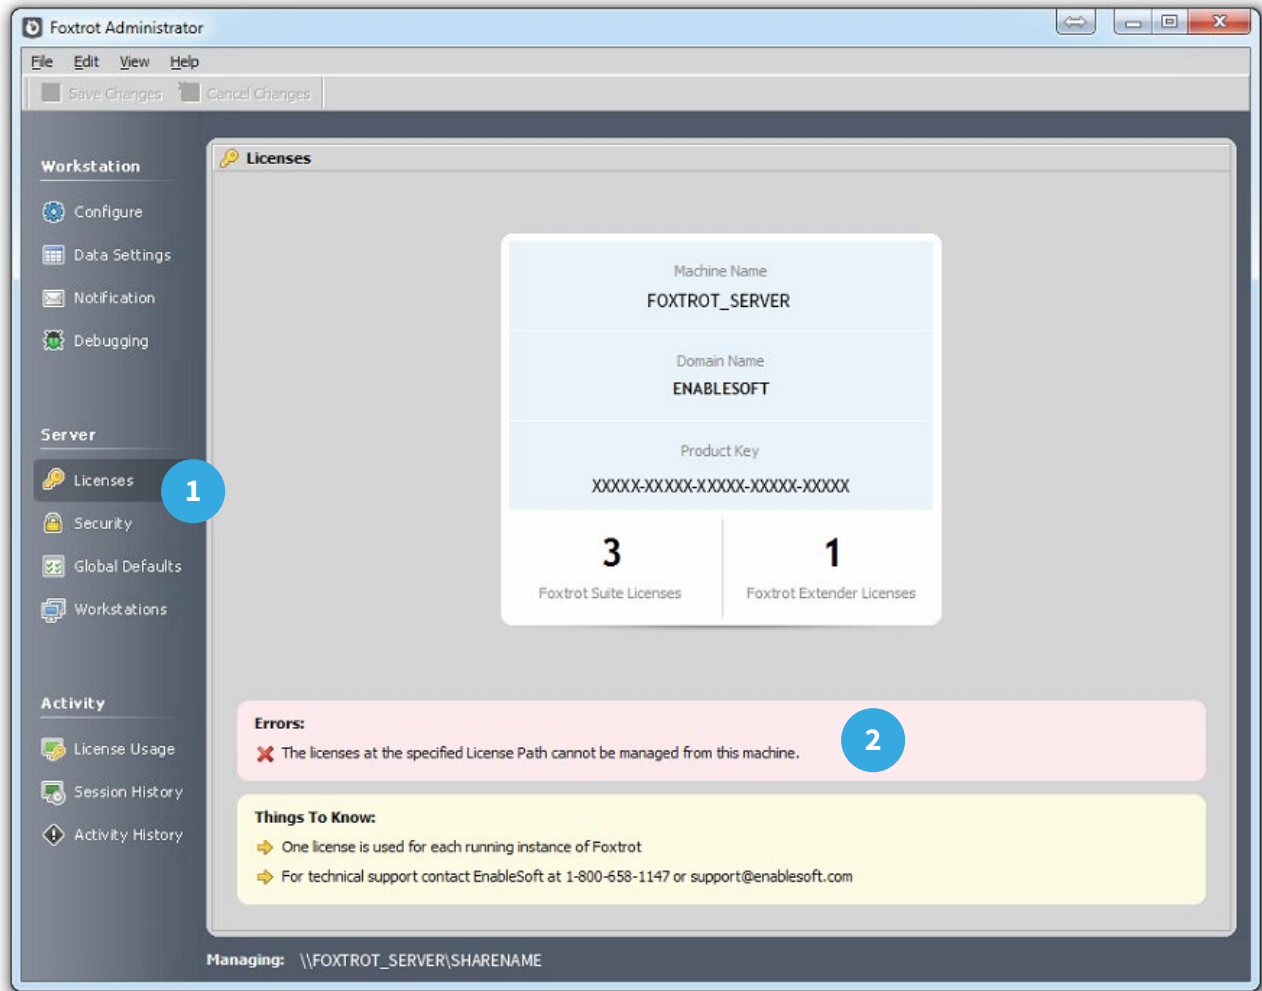 Foxtrot Administrator
File Edit View Help
Save Changes Cancel Changes
Workstation
Configure
Data Settings
Notification
Debugging
Server
Licenses
1
Security
Global Defaults
Workstations
Activity
License Usage
Session History
Activity History
Licenses
Machine Name
FOXTROT_SERVER
Domain Name
ENABLESOFT
Product Key
XXXXX-XXXXX-XXXXX-XXXXX-XXXXX
3 1
Foxtrot Suite Licenses Foxtrot Extender Licenses
Errors:
The licenses at the specified License Path cannot be managed from this machine.
2
Things To Know:
One license is used for each running instance of Foxtrot
For technical support contact EnableSoft at 1-800-658-1147 or support@enablesoft.com
Managing: \\FOXTROT_SERVER\SHARENAME